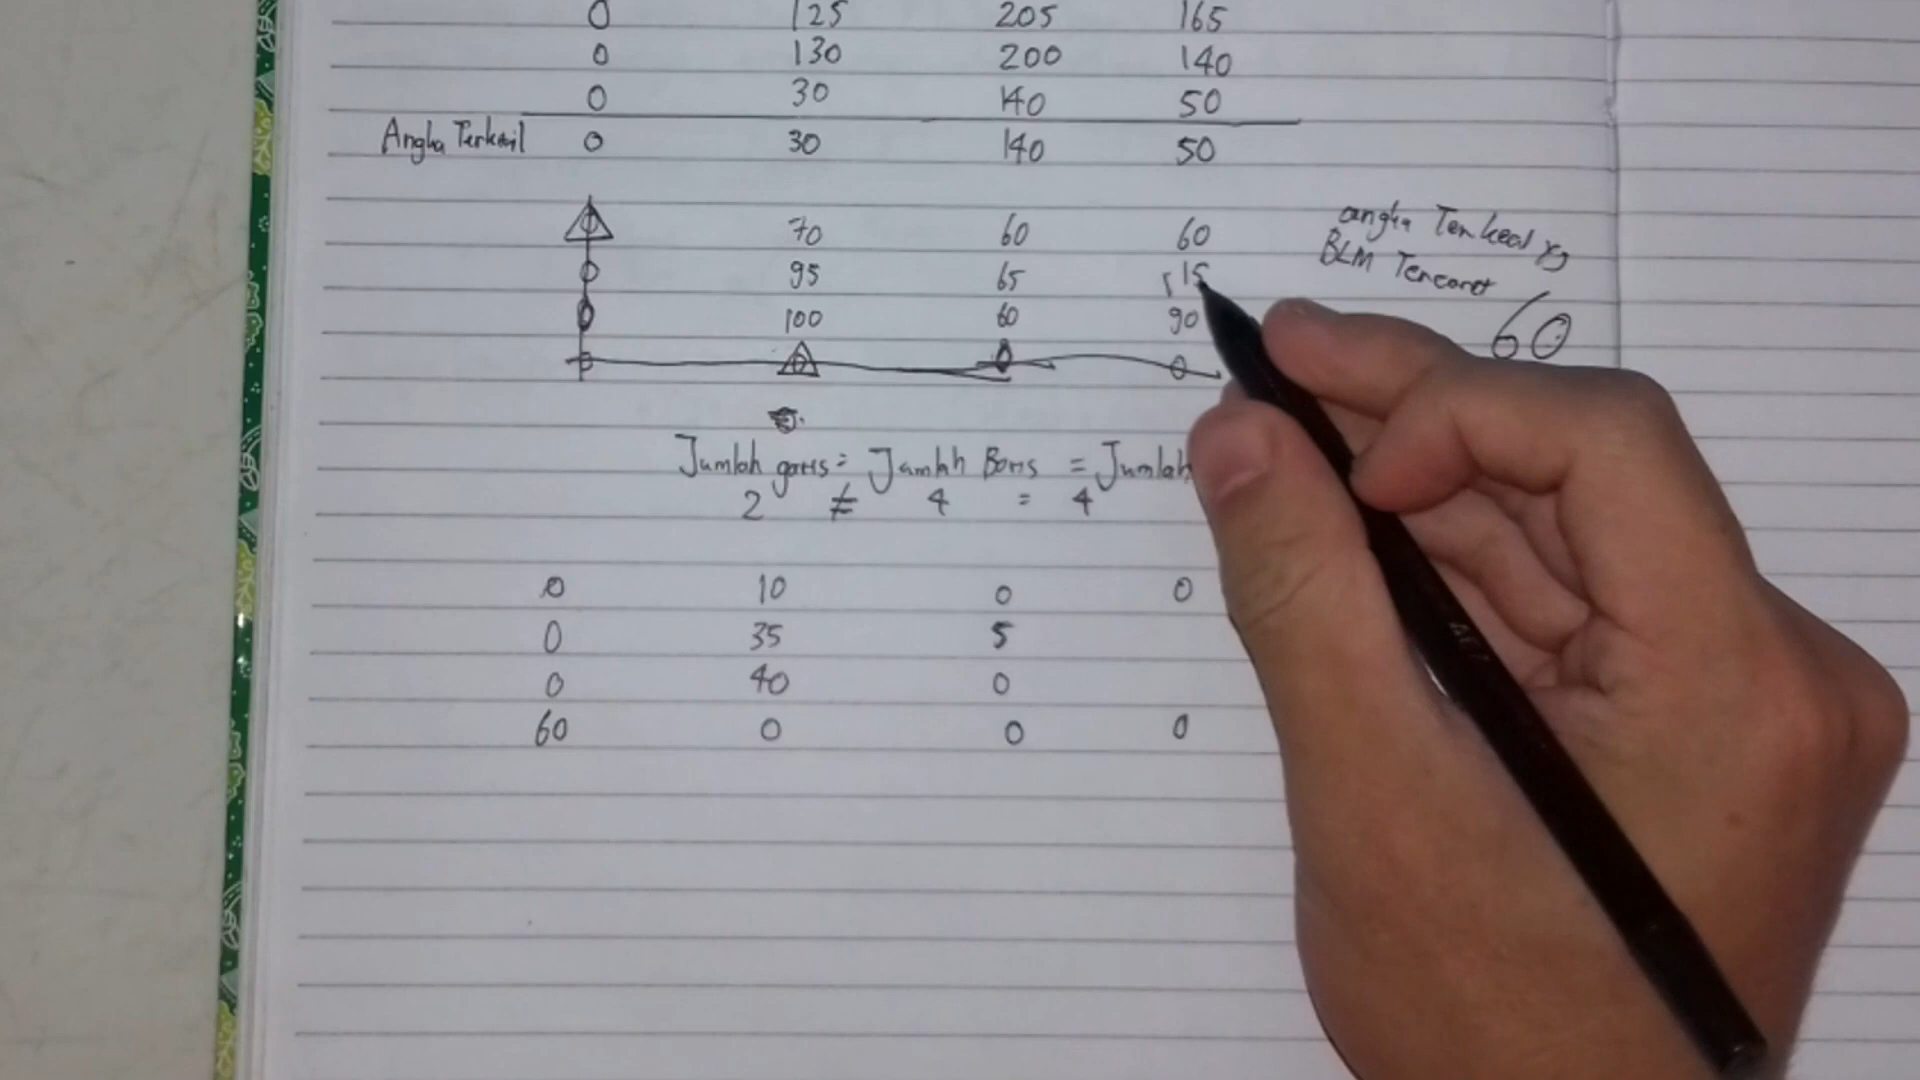 0 125 205 165
0 130 200 140
0 30 140 50
Angka Terkecil 0 30 140 50
0 70 60 60
0 95 65 115
0 100 60 90
0 0 0 0
angka Terkecil yg
BLM Tercoret
60
Jumlah garis = Jumlah Baris = Jumlah
2 ≠ 4 = 4
0 10 0 0
0 35 5
0 40 0
60 0 0 0